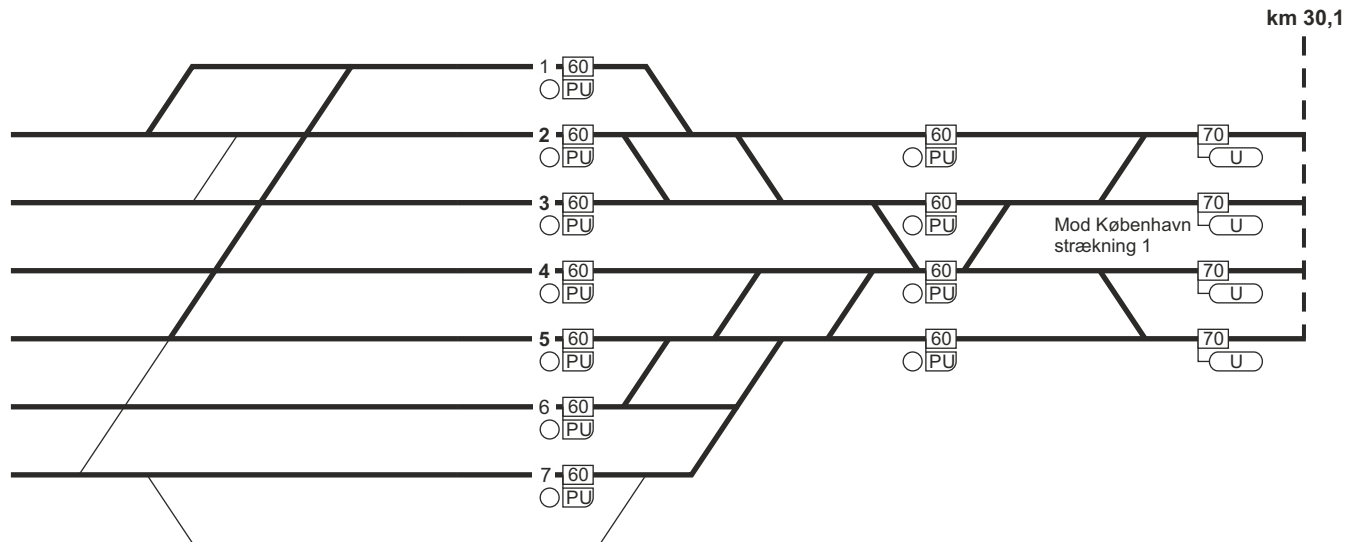 km 30,1
1 60
PU
2 60 60 70
PU PU U
3 60 60 70
PU PU U
Mod København
strækning 1
4 60 60 70
PU PU U
5 60 60 70
PU PU U
6 60
PU
7 60
PU